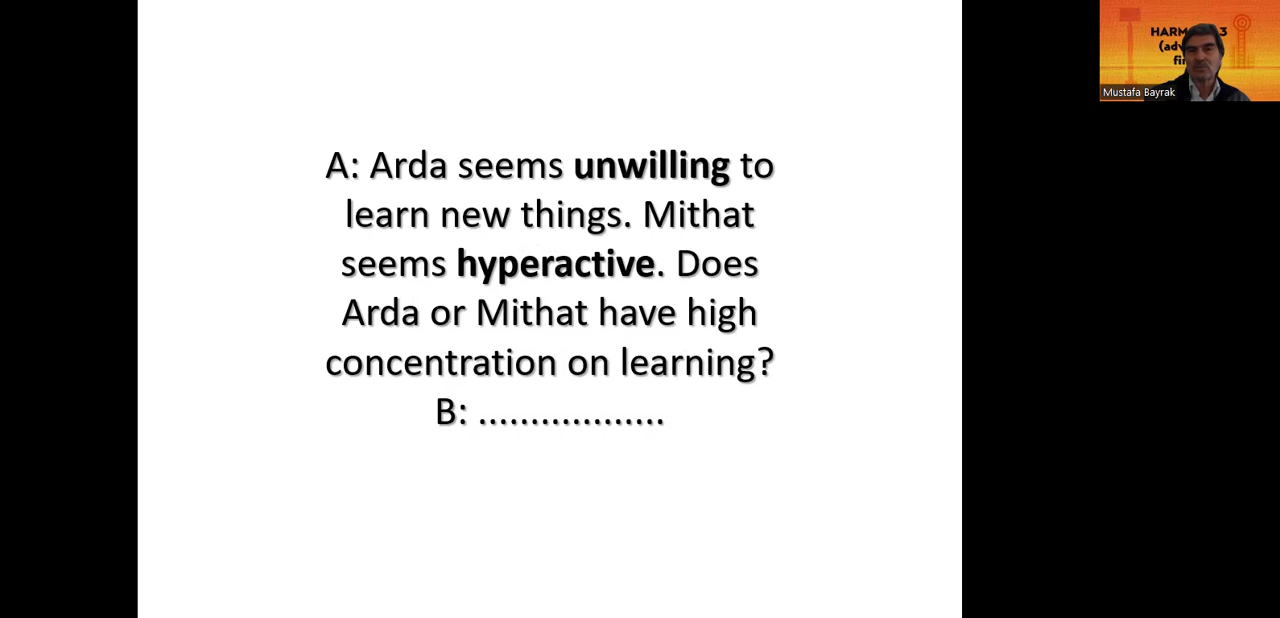 A: Arda seems unwilling to
learn new things. Mithat
seems hyperactive. Does
Arda or Mithat have high
concentration on learning?
B: ..................
Mustafa Bayrak